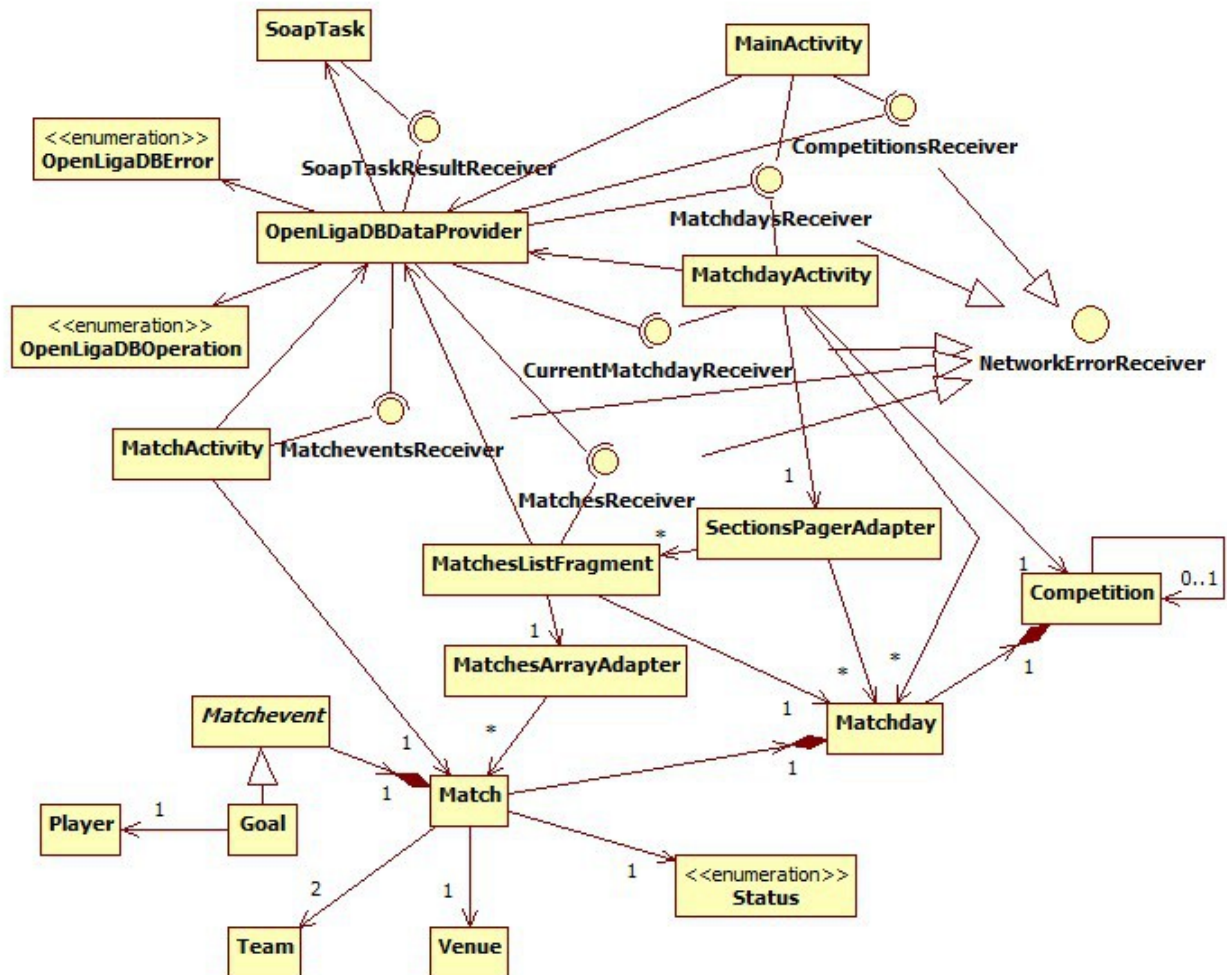 SoapTask
MainActivity
<<enumeration>>
OpenLigaDBError
SoapTaskResultReceiver
CompetitionsReceiver
OpenLigaDBDataProvider
MatchdaysReceiver
MatchdayActivity
<<enumeration>>
OpenLigaDBOperation
CurrentMatchdayReceiver
NetworkErrorReceiver
MatchActivity
MatcheventsReceiver
MatchesReceiver
1
SectionsPagerAdapter
*
MatchesListFragment
1
Competition
0..1
1
MatchesArrayAdapter
1
*
*
1
Matchday
1
Matchevent
1
*
1
Match
1
Player
1
Goal
1
<<enumeration>>
Status
2
1
Team
Venue